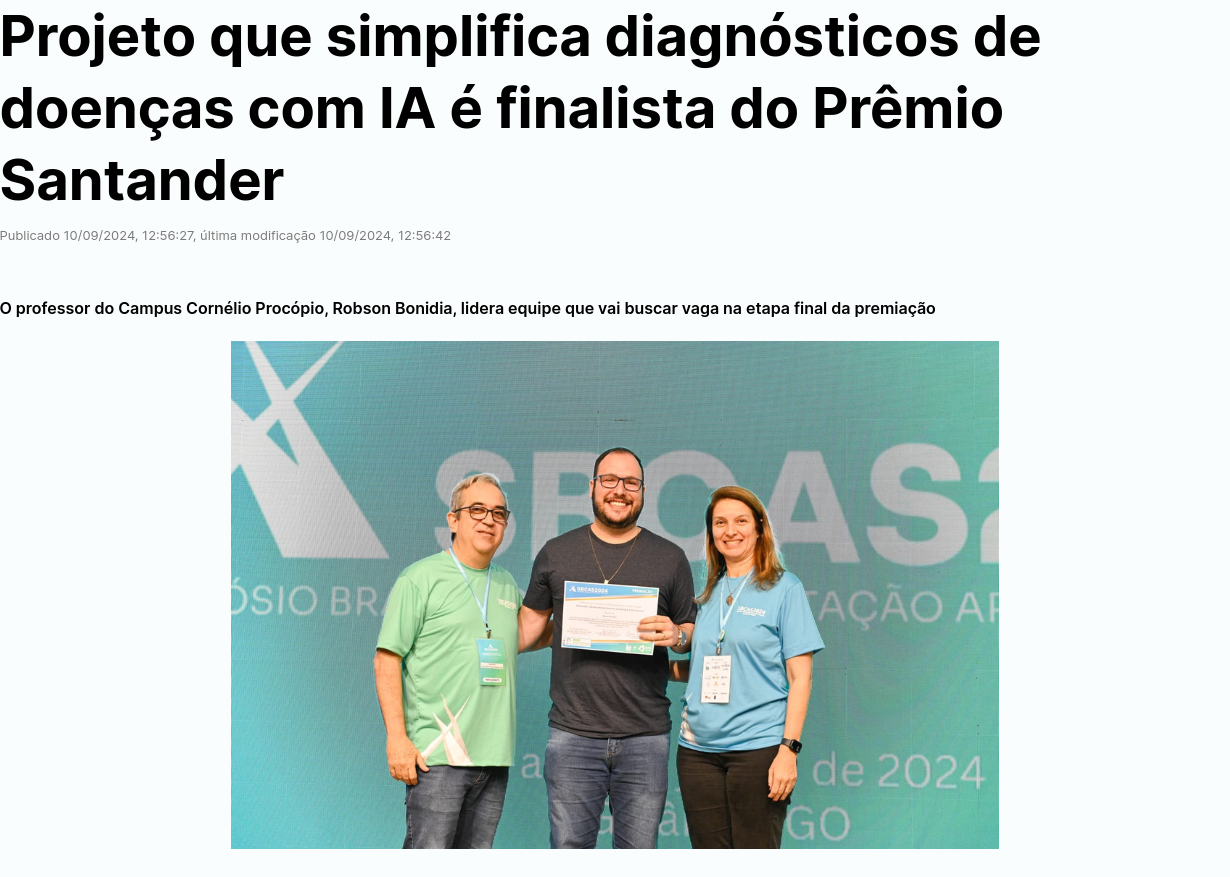 Projeto que simplifica diagnósticos de
doenças com IA é finalista do Prêmio
Santander
Publicado 10/09/2024, 12:56:27, última modificação 10/09/2024, 12:56:42
O professor do Campus Cornélio Procópio, Robson Bonidia, lidera equipe que vai buscar vaga na etapa final da premiação
SBCAS2
ÓSIO BRA TAÇÃO AP
SBCAS2024
SBCAS2024
a de 2024
GO